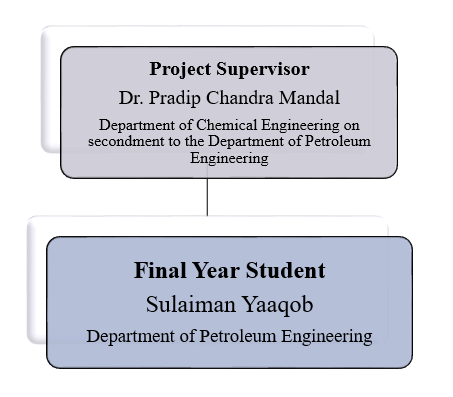 Project Supervisor
Dr. Pradip Chandra Mandal
Department of Chemical Engineering on
secondment to the Department of Petroleum
Engineering
Final Year Student
Sulaiman Yaaqob
Department of Petroleum Engineering